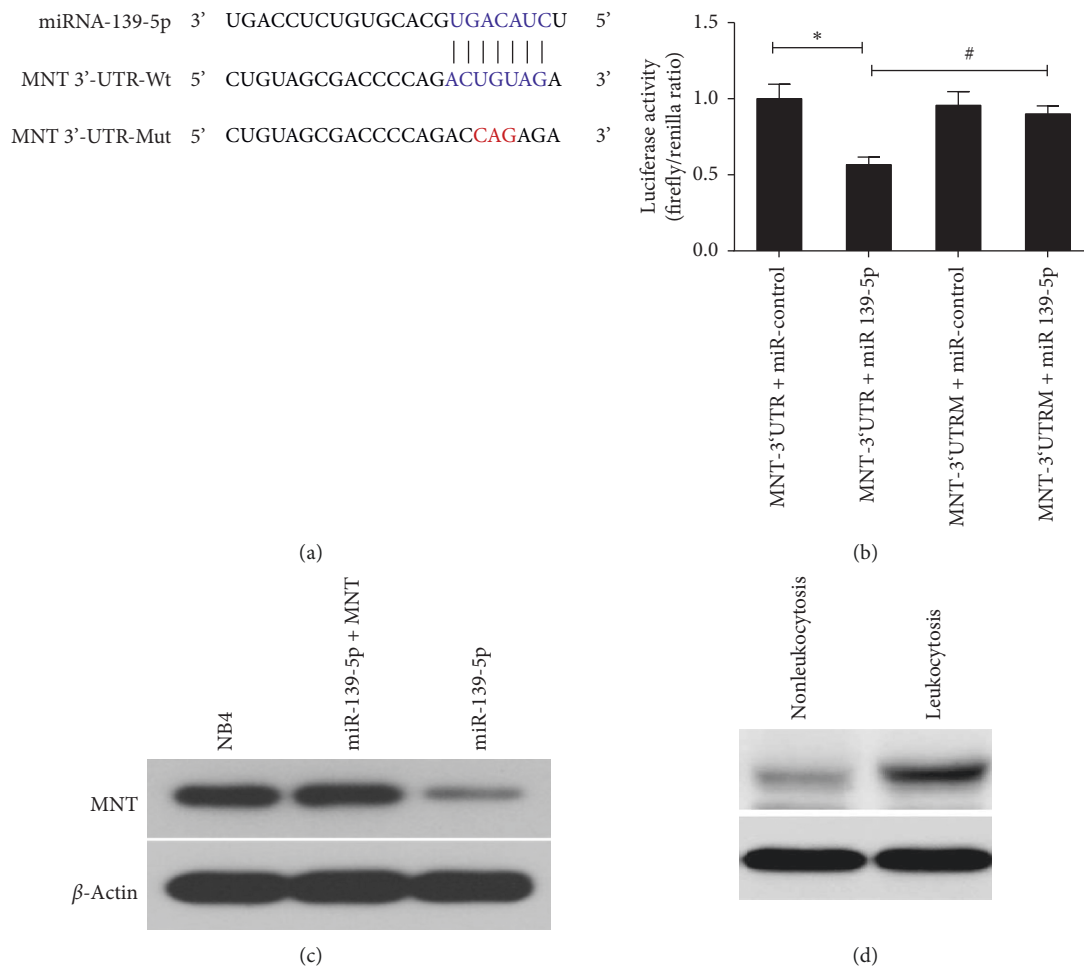 miRNA-139-5p 3’ UGACCUCUGUGCACGUGACAUCU 5’
MNT 3’-UTR-Wt 5’ CUGUAGCGACCCCAGACUGUAGA 3’
MNT 3’-UTR-Mut 5’ CUGUAGCGACCCCAGACCAGAGA 3’
(a)
Luciferase activity
(firefly/renilla ratio)
1.5
1.0
0.5
0.0
*
#
MNT-3‘UTR + miR-control
MNT-3‘UTR + miR 139-5p
MNT-3‘UTRM + miR-control
MNT-3‘UTRM + miR 139-5p
(b)
NB4
miR-139-5p + MNT
miR-139-5p
MNT
β-Actin
(c)
Nonleukocytosis
Leukocytosis
(d)